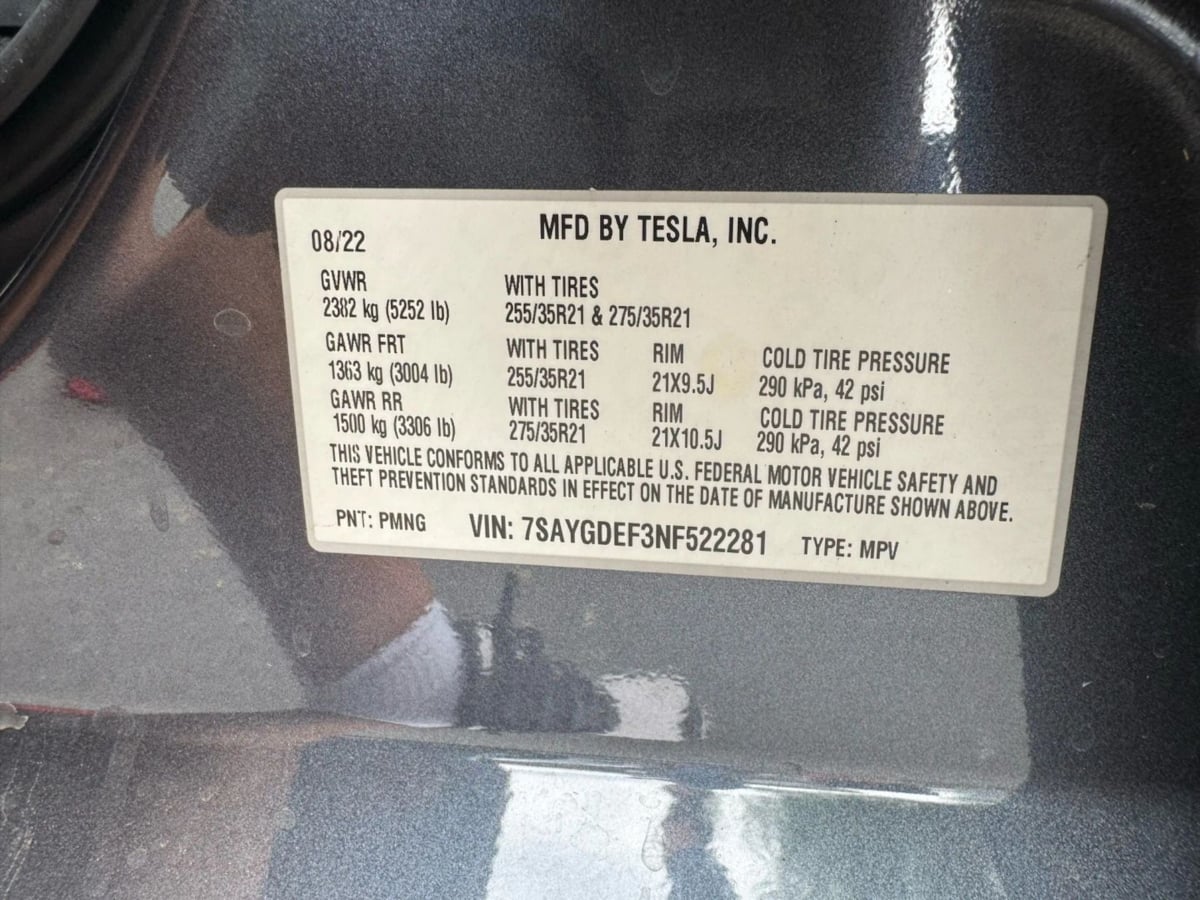 MFD BY TESLA, INC.
08/22
GVWR WITH TIRES
2382 kg (5252 lb) 255/35R21 & 275/35R21
GAWR FRT WITH TIRES RIM COLD TIRE PRESSURE
1363 kg (3004 lb) 255/35R21 21X9.5J 290 kPa, 42 psi
GAWR RR WITH TIRES RIM COLD TIRE PRESSURE
1500 kg (3306 lb) 275/35R21 21X10.5J 290 kPa, 42 psi
THIS VEHICLE CONFORMS TO ALL APPLICABLE U.S. FEDERAL MOTOR VEHICLE SAFETY AND
THEFT PREVENTION STANDARDS IN EFFECT ON THE DATE OF MANUFACTURE SHOWN ABOVE.
PNT: PMNG VIN: 7SAYGDEF3NF522281 TYPE: MPV